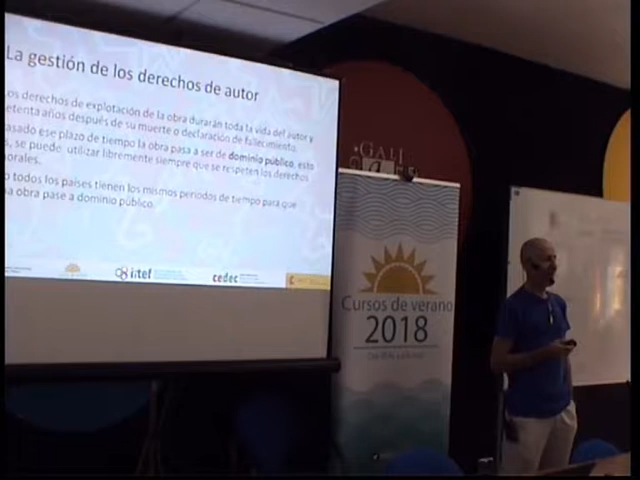 La gestión de los derechos de autor
os derechos de explotación de la obra durarán toda la vida del autor y
etenta años después de su muerte o declaración de fallecimiento.
asado ese plazo de tiempo la obra pasa a ser de dominio público, esto
s, se puede utilizar libremente siempre que se respeten los derechos
orales.
o todos los países tienen los mismos periodos de tiempo para que
a obra pase a dominio público.
intef
cedec
GALI
Cursos de verano
2018